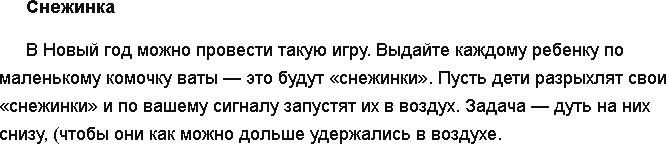 Снежинка
В Новый год можно провести такую игру. Выдайте каждому ребенку по
маленькому комочку ваты — это будут «снежинки». Пусть дети разрыхлят свои
«снежинки» и по вашему сигналу запустят их в воздух. Задача — дуть на них
снизу, (чтобы они как можно дольше удержались в воздухе.